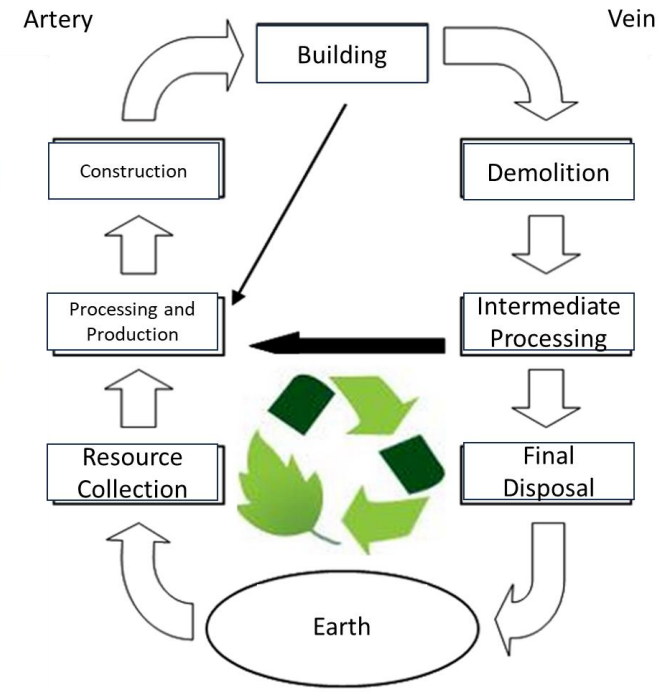 Artery
Vein
Building
Construction
Demolition
Processing and
Production
Intermediate
Processing
Resource
Collection
Final
Disposal
Earth